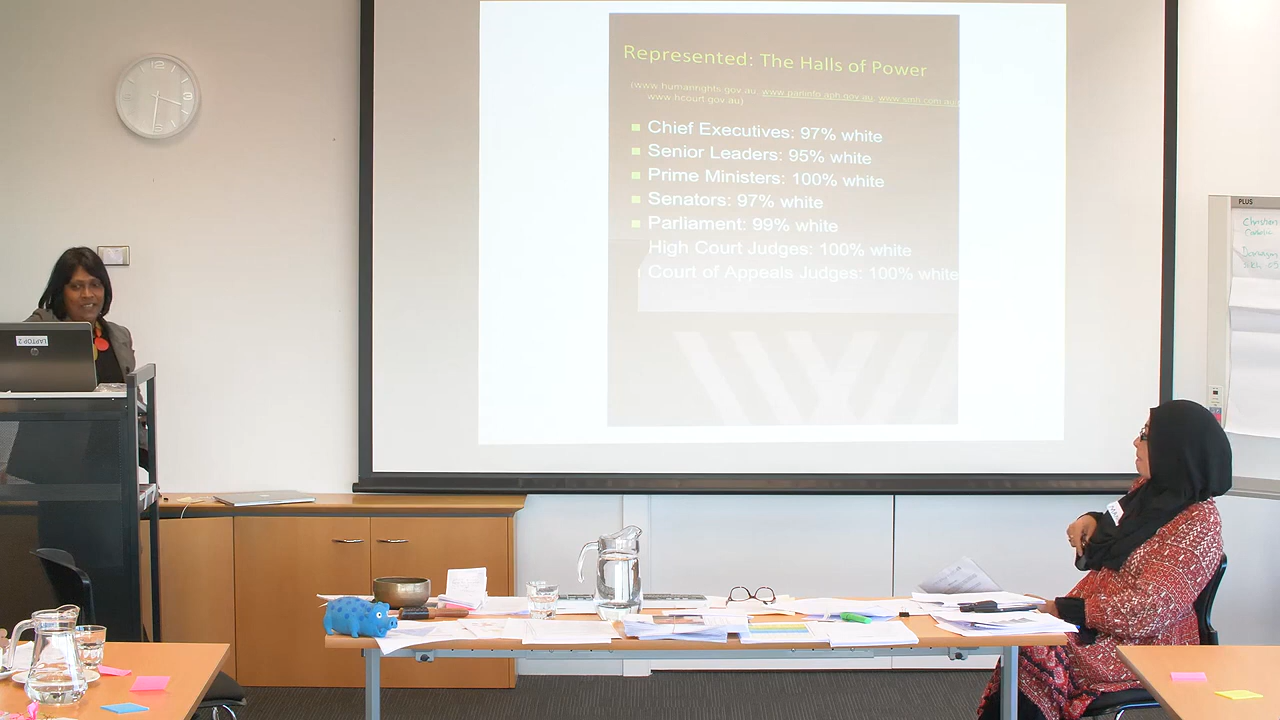 Represented: The Halls of Power
(www.humanrights.gov.au, www.parlinfo.aph.gov.au, www.smh.com.au,
www.hcourt.gov.au)
Chief Executives: 97% white
Senior Leaders: 95% white
Prime Ministers: 100% white
Senators: 97% white
Parliament: 99% white
High Court Judges: 100% white
Court of Appeals Judges: 100% white
PLUS
LAPTOP 2
hp